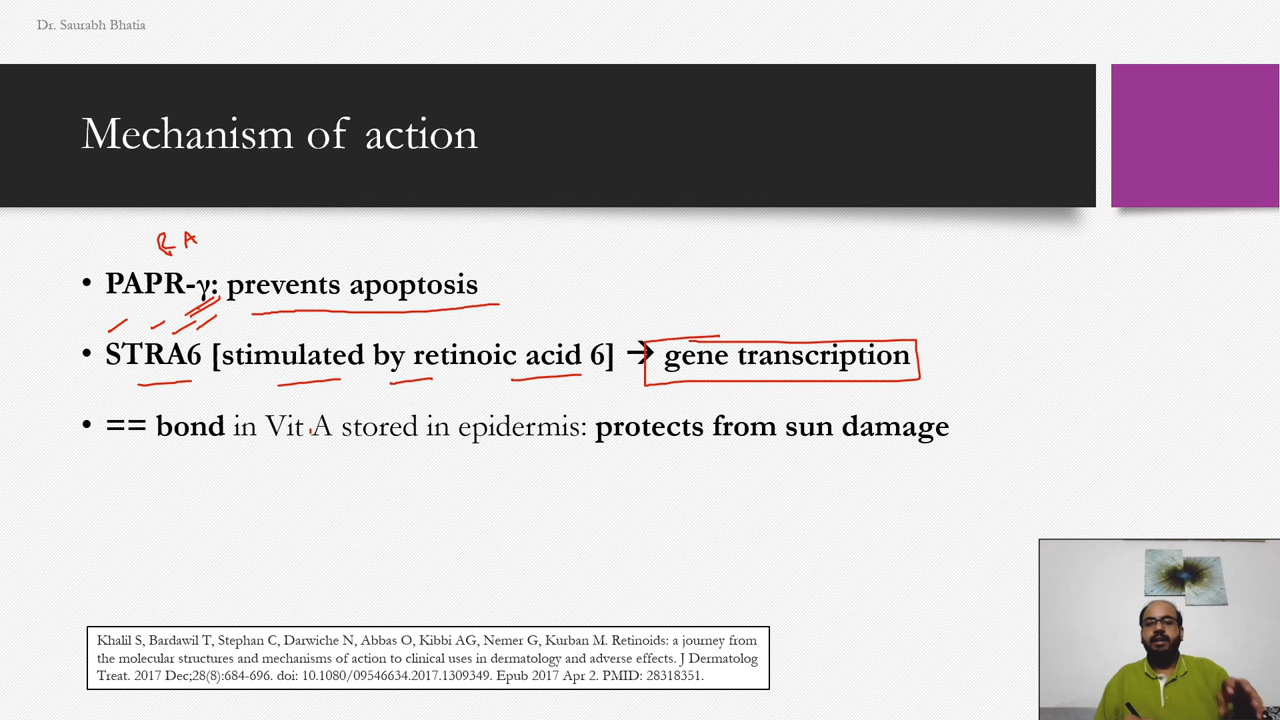 Dr. Saurabh Bhatia
Mechanism of action
RA
• PAPR-γ: prevents apoptosis
• STRA6 [stimulated by retinoic acid 6] → gene transcription
• == bond in Vit A stored in epidermis: protects from sun damage
Khalil S, Bardawil T, Stephan C, Darwiche N, Abbas O, Kibbi AG, Nemer G, Kurban M. Retinoids: a journey from
the molecular structures and mechanisms of action to clinical uses in dermatology and adverse effects. J Dermatolog
Treat. 2017 Dec;28(8):684-696. doi: 10.1080/09546634.2017.1309349. Epub 2017 Apr 2. PMID: 28318351.